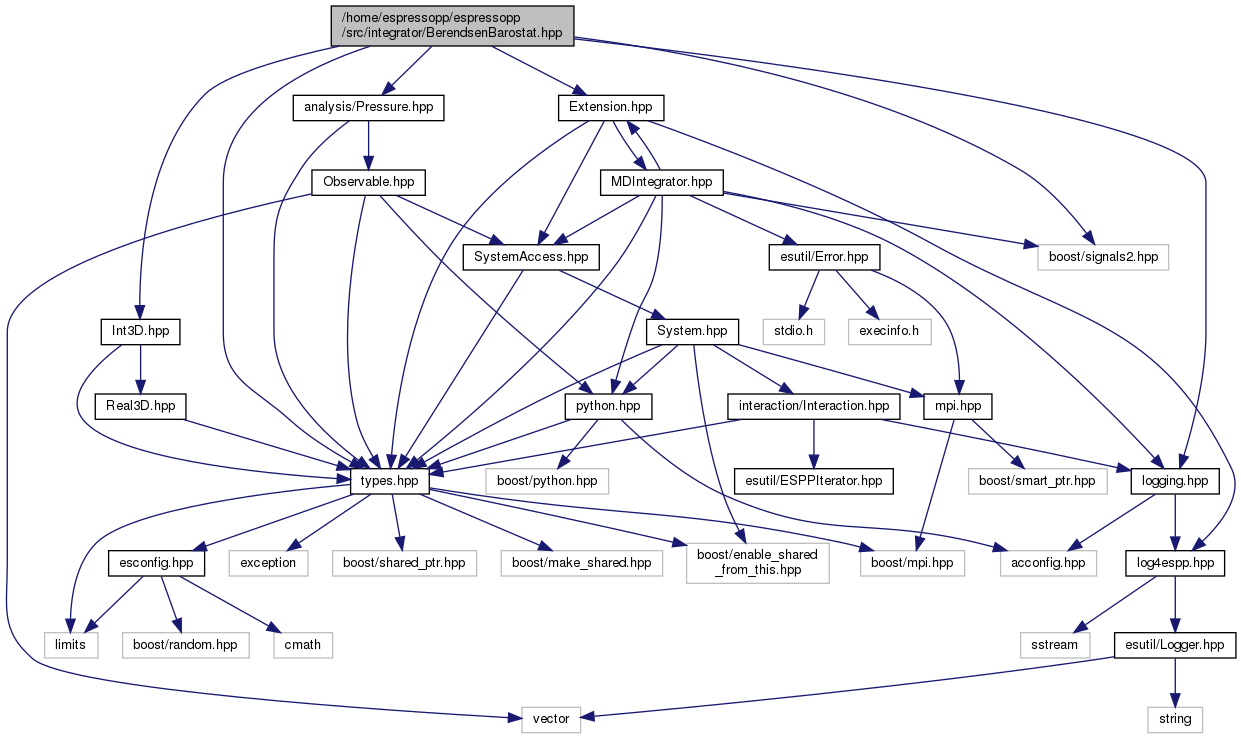 /home/espressopp/espressopp
/src/integrator/BerendsenBarostat.hpp
analysis/Pressure.hpp
Extension.hpp
Observable.hpp
MDIntegrator.hpp
SystemAccess.hpp
esutil/Error.hpp
boost/signals2.hpp
Int3D.hpp
System.hpp
stdio.h
execinfo.h
Real3D.hpp
python.hpp
interaction/Interaction.hpp
mpi.hpp
types.hpp
boost/python.hpp
esutil/ESPPIterator.hpp
boost/smart_ptr.hpp
logging.hpp
esconfig.hpp
exception
boost/shared_ptr.hpp
boost/make_shared.hpp
boost/enable_shared
_from_this.hpp
boost/mpi.hpp
acconfig.hpp
log4espp.hpp
limits
boost/random.hpp
cmath
sstream
esutil/Logger.hpp
vector
string